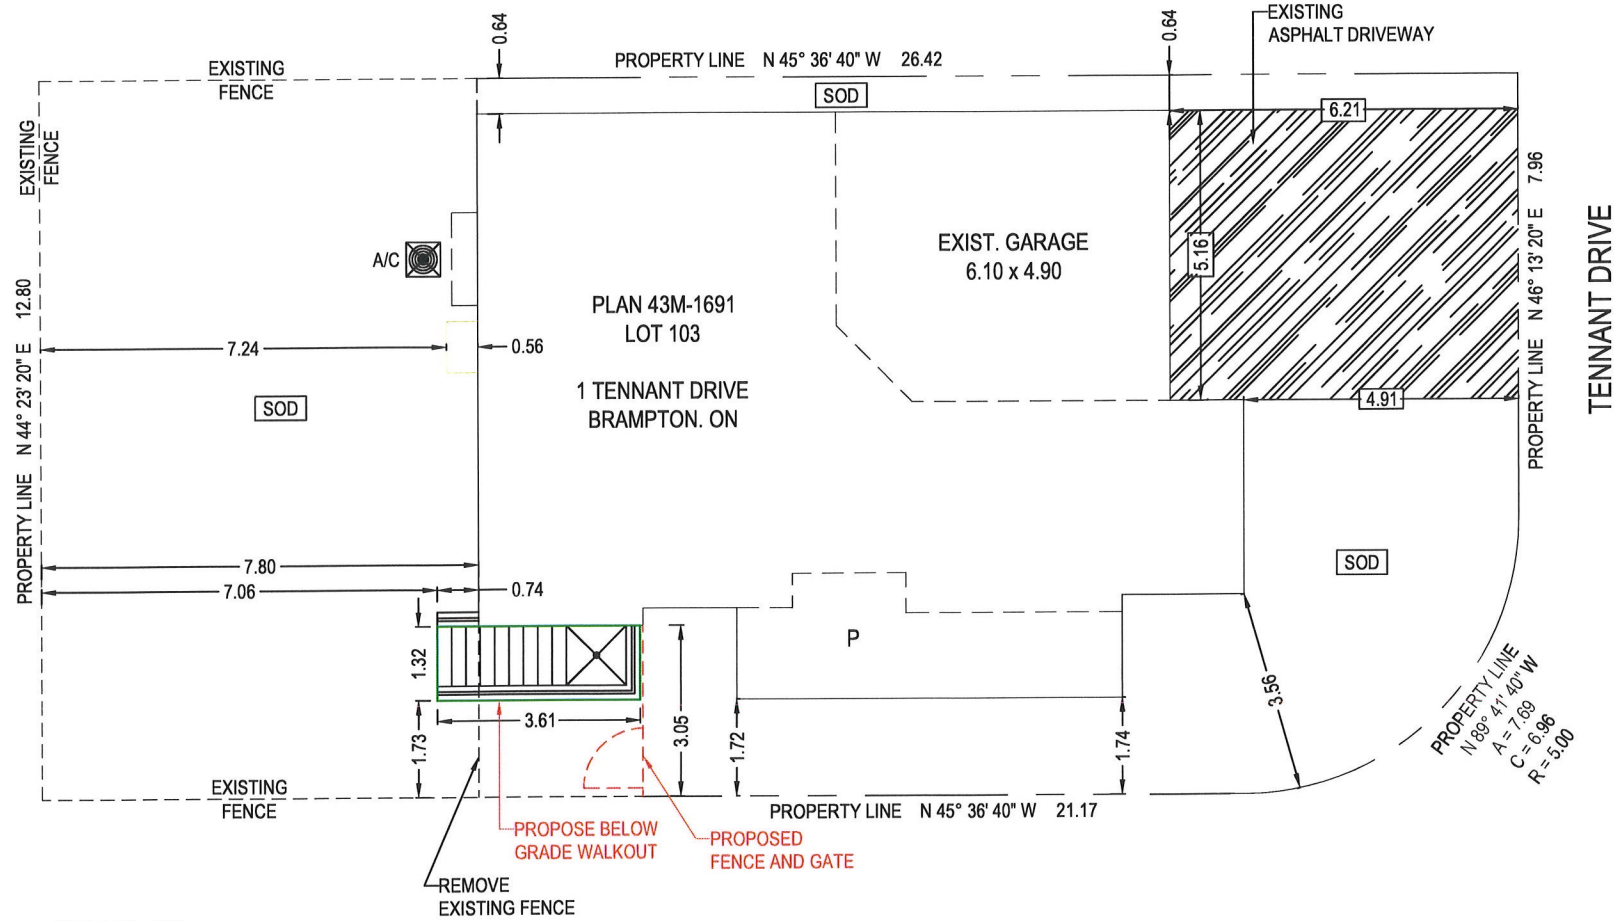 0.64
PROPERTY LINE N 45° 36' 40" W 26.42
0.64
EXISTING
ASPHALT DRIVEWAY
EXISTING
FENCE
SOD
6.21
EXISTING
FENCE
7.96
A/C
EXIST. GARAGE
6.10 x 4.90
5.16
PROPERTY LINE N 46° 13' 20" E
TENNANT DRIVE
PLAN 43M-1691
LOT 103
1 TENNANT DRIVE
BRAMPTON. ON
PROPERTY LINE N 44° 23' 20" E 12.80
7.24
0.56
SOD
4.91
7.80
7.06
0.74
SOD
1.32
P
3.61
1.73
3.05
1.72
1.74
3.56
PROPERTY LINE
N 89° 41' 40" W
A = 7.69
C = 6.96
R = 5.00
EXISTING
FENCE
PROPERTY LINE N 45° 36' 40" W 21.17
PROPOSE BELOW
GRADE WALKOUT
PROPOSED
FENCE AND GATE
REMOVE
EXISTING FENCE